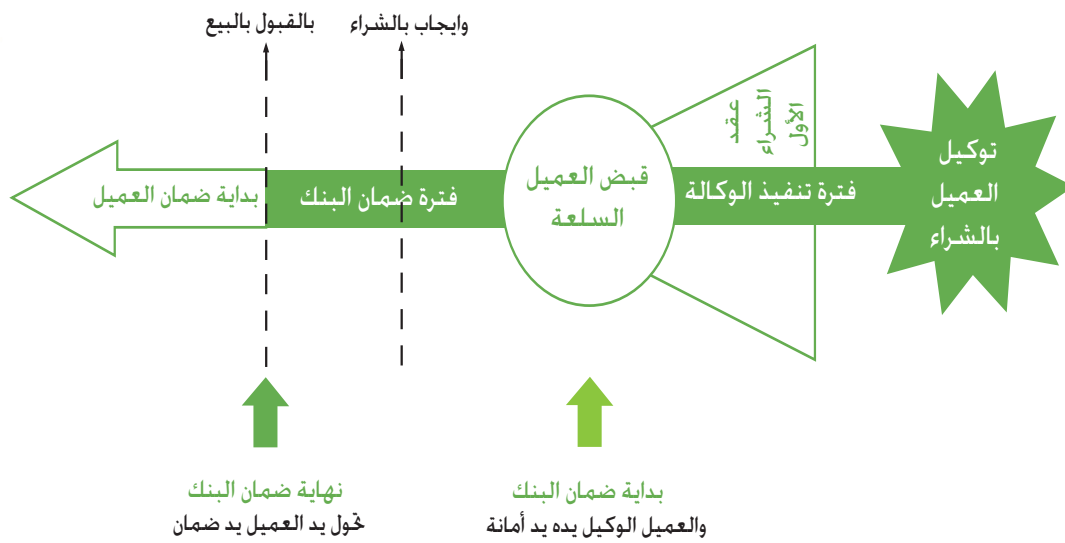 وايجاب بالشراء
بالقبول بالبيع
توكيل
العميل
بالشراء
فترة تنفيذ الوكالة
عقد
الشراء
الأول
قبض العميل
السلعة
فترة ضمان البنك
بداية ضمان العميل
بداية ضمان البنك
والعميل الوكيل يده يد أمانة
نهاية ضمان البنك
تحول يد العميل يد ضمان